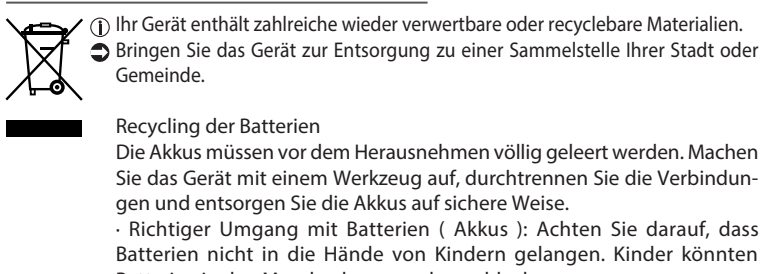 ⓘ Ihr Gerät enthält zahlreiche wieder verwertbare oder recyclebare Materialien.
➲ Bringen Sie das Gerät zur Entsorgung zu einer Sammelstelle Ihrer Stadt oder
Gemeinde.
Recycling der Batterien
Die Akkus müssen vor dem Herausnehmen völlig geleert werden. Machen
Sie das Gerät mit einem Werkzeug auf, durchtrennen Sie die Verbindun-
gen und entsorgen Sie die Akkus auf sichere Weise.
· Richtiger Umgang mit Batterien ( Akkus ): Achten Sie darauf, dass
Batterien nicht in die Hände von Kindern gelangen. Kinder könnten